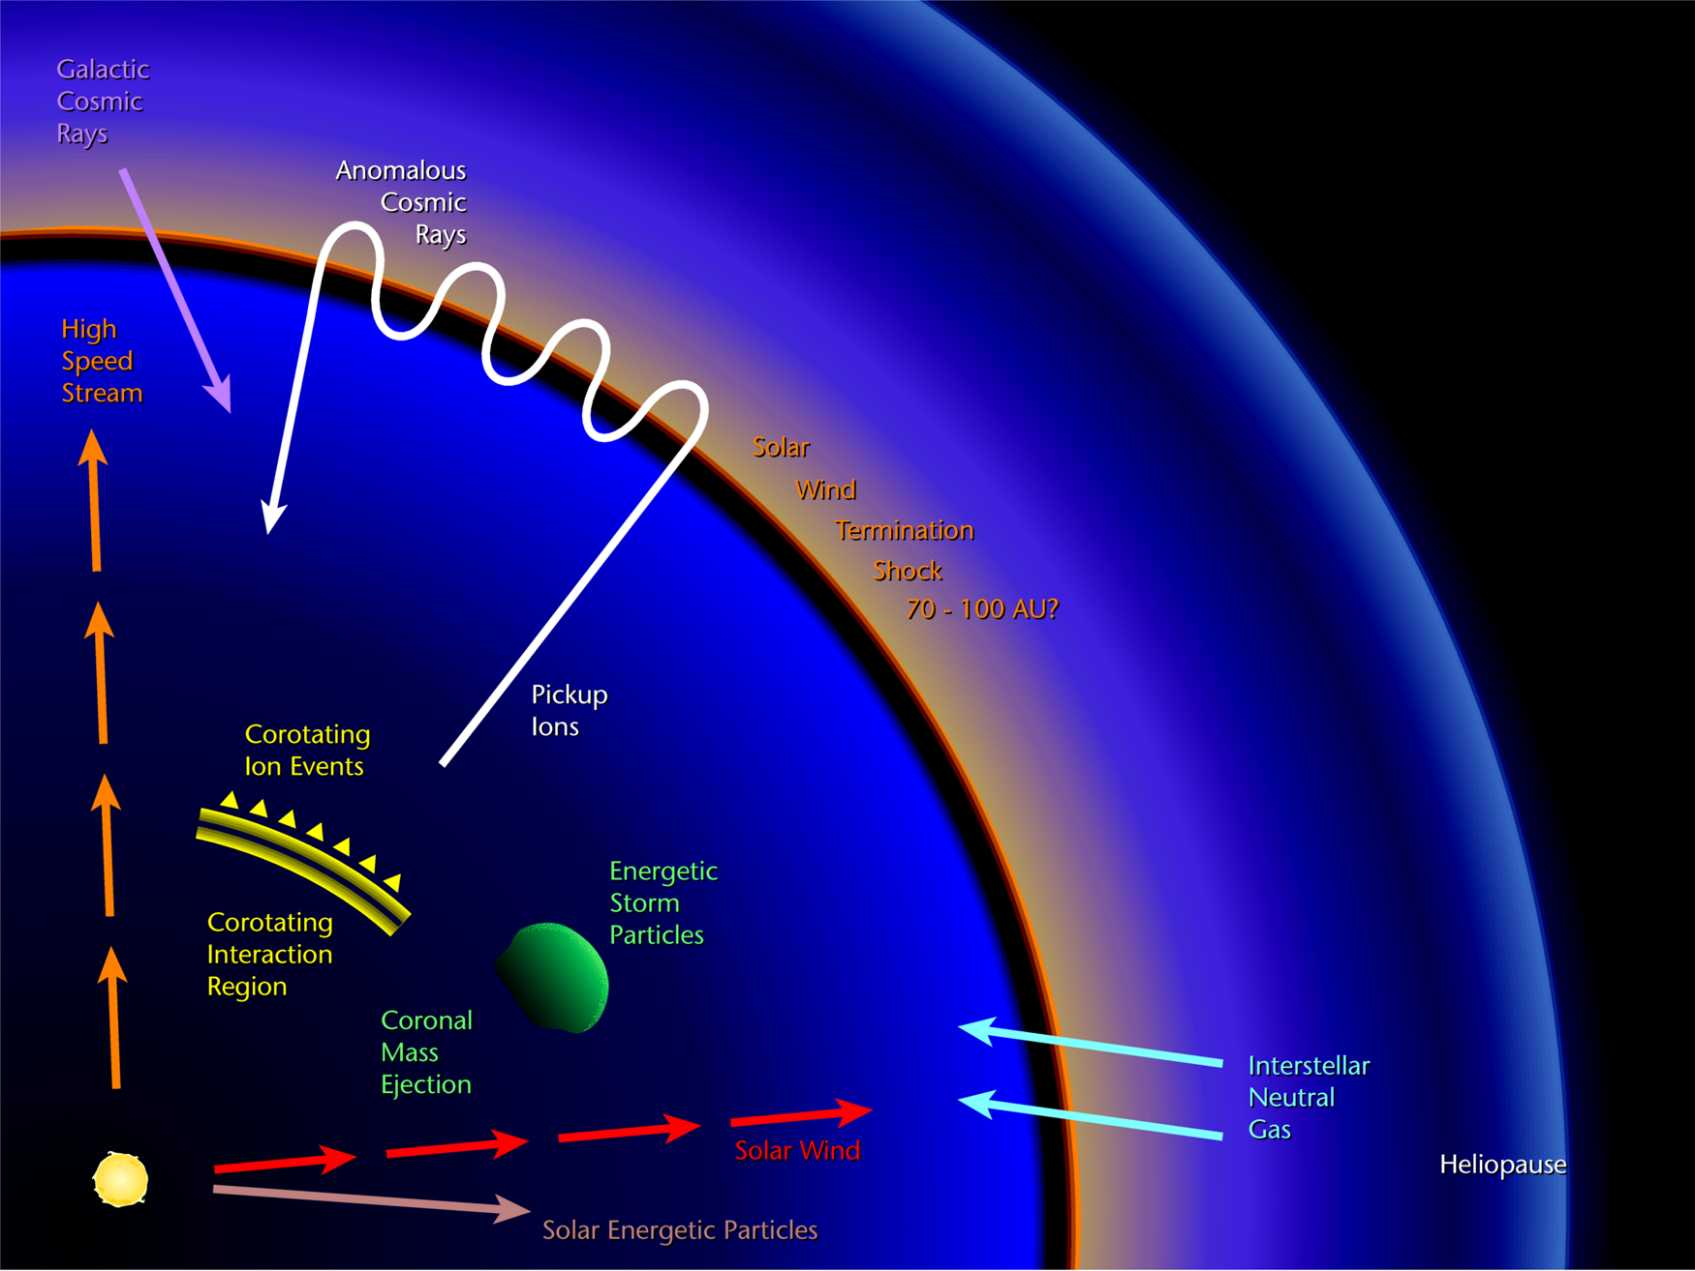 Galactic
Cosmic
Rays
Anomalous
Cosmic
Rays
High
Speed
Stream
Solar
Wind
Termination
Shock
70 - 100 AU?
Pickup
Ions
Corotating
Ion Events
Energetic
Storm
Particles
Corotating
Interaction
Region
Coronal
Mass
Ejection
Interstellar
Neutral
Gas
Solar Wind
Heliopause
Solar Energetic Particles